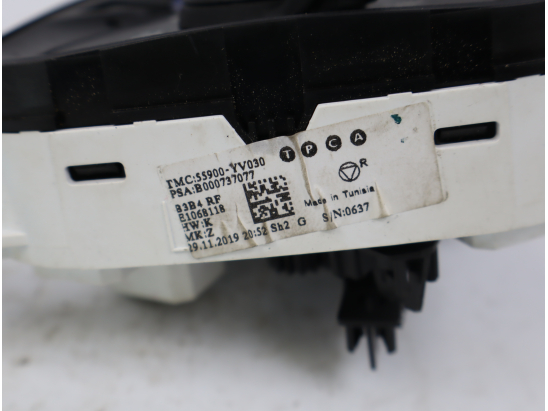 T P C A
TMC:55900-YV030
PSA:B000737077
R
B3B4 RF
E1068118
HW:K
MK:Z
Made in Tunisia
S/N:0637
19.11.2019 20:52 Sb2 G